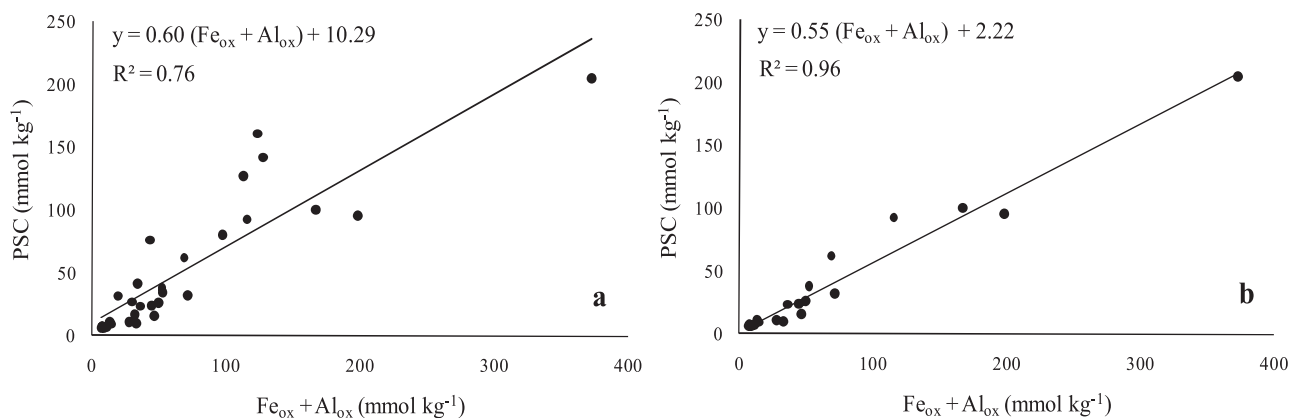 250
200
150
100
50
0
PSC (mmol kg⁻¹)
y = 0.60 (Feₒₓ + Alₒₓ) + 10.29
R² = 0.76
a
0 100 200 300 400
Feₒₓ + Alₒₓ (mmol kg⁻¹)
250
200
150
100
50
0
PSC (mmol kg⁻¹)
y = 0.55 (Feₒₓ + Alₒₓ) + 2.22
R² = 0.96
b
0 100 200 300 400
Feₒₓ + Alₒₓ (mmol kg⁻¹)